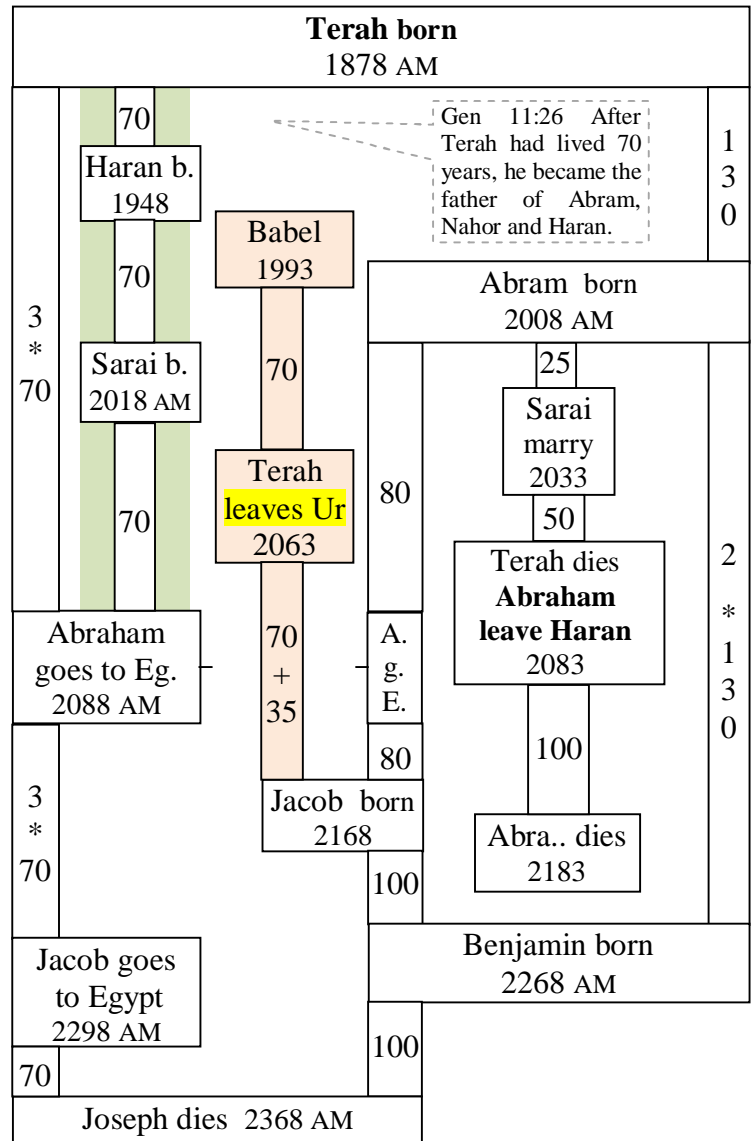 Terah born
1878 AM
70
Gen 11:26 After
Terah had lived 70
years, he became the
father of Abram,
Nahor and Haran.
1
3
0
Haran b.
1948
Babel
1993
Abram born
2008 AM
70
3
*
70
Sarai b.
2018 AM
70
25
Sarai
marry
2033
80
Terah
leaves Ur
2063
50
70
Terah dies
Abraham
leave Haran
2083
2
*
1
3
0
Abraham
goes to Eg.
2088 AM
70
+
35
A.
g.
E.
80
100
3
*
70
Jacob born
2168
Abra.. dies
2183
100
Jacob goes
to Egypt
2298 AM
Benjamin born
2268 AM
70
100
Joseph dies 2368 AM